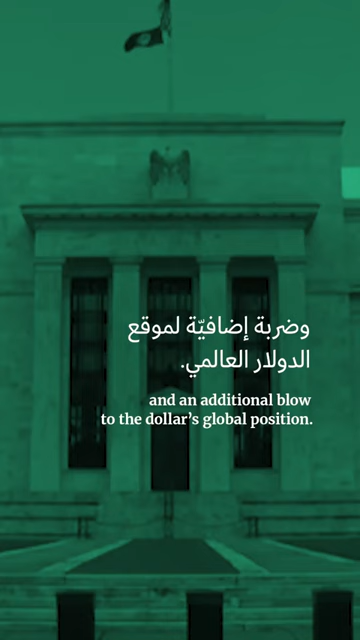 وضربة إضافيّة لموقع
الدولار العالمي.
and an additional blow
to the dollar’s global position.